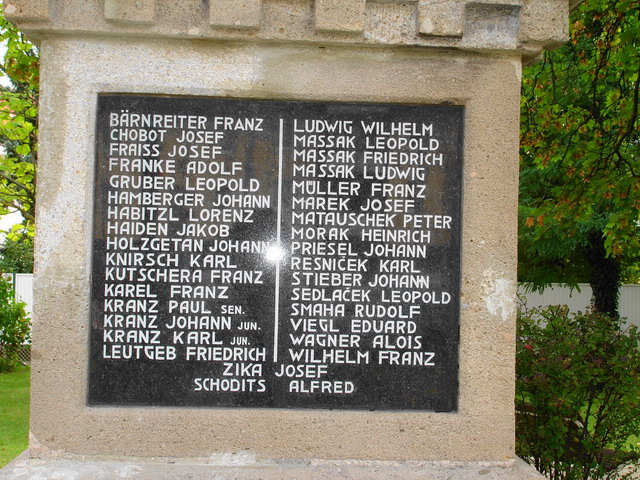 BÄRNREITER FRANZ
CHOBOT JOSEF
FRAISS JOSEF
FRANKE ADOLF
GRUBER LEOPOLD
HAMBERGER JOHANN
HABITZL LORENZ
HAIDEN JAKOB
HOLZGETAN JOHANN
KNIRSCH KARL
KUTSCHERA FRANZ
KAREL FRANZ
KRANZ PAUL SEN.
KRANZ JOHANN JUN.
KRANZ KARL JUN.
LEUTGEB FRIEDRICH
LUDWIG WILHELM
MASSAK LEOPOLD
MASSAK FRIEDRICH
MASSAK LUDWIG
MÜLLER FRANZ
MAREK JOSEF
MATAUSCHEK PETER
MORAK HEINRICH
PRIESEL JOHANN
RESNIČEK KARL
STIEBER JOHANN
SEDLAČEK LEOPOLD
SMAHA RUDOLF
VIEGL EDUARD
WAGNER ALOIS
WILHELM FRANZ
ZIKA JOSEF
SCHODITS ALFRED